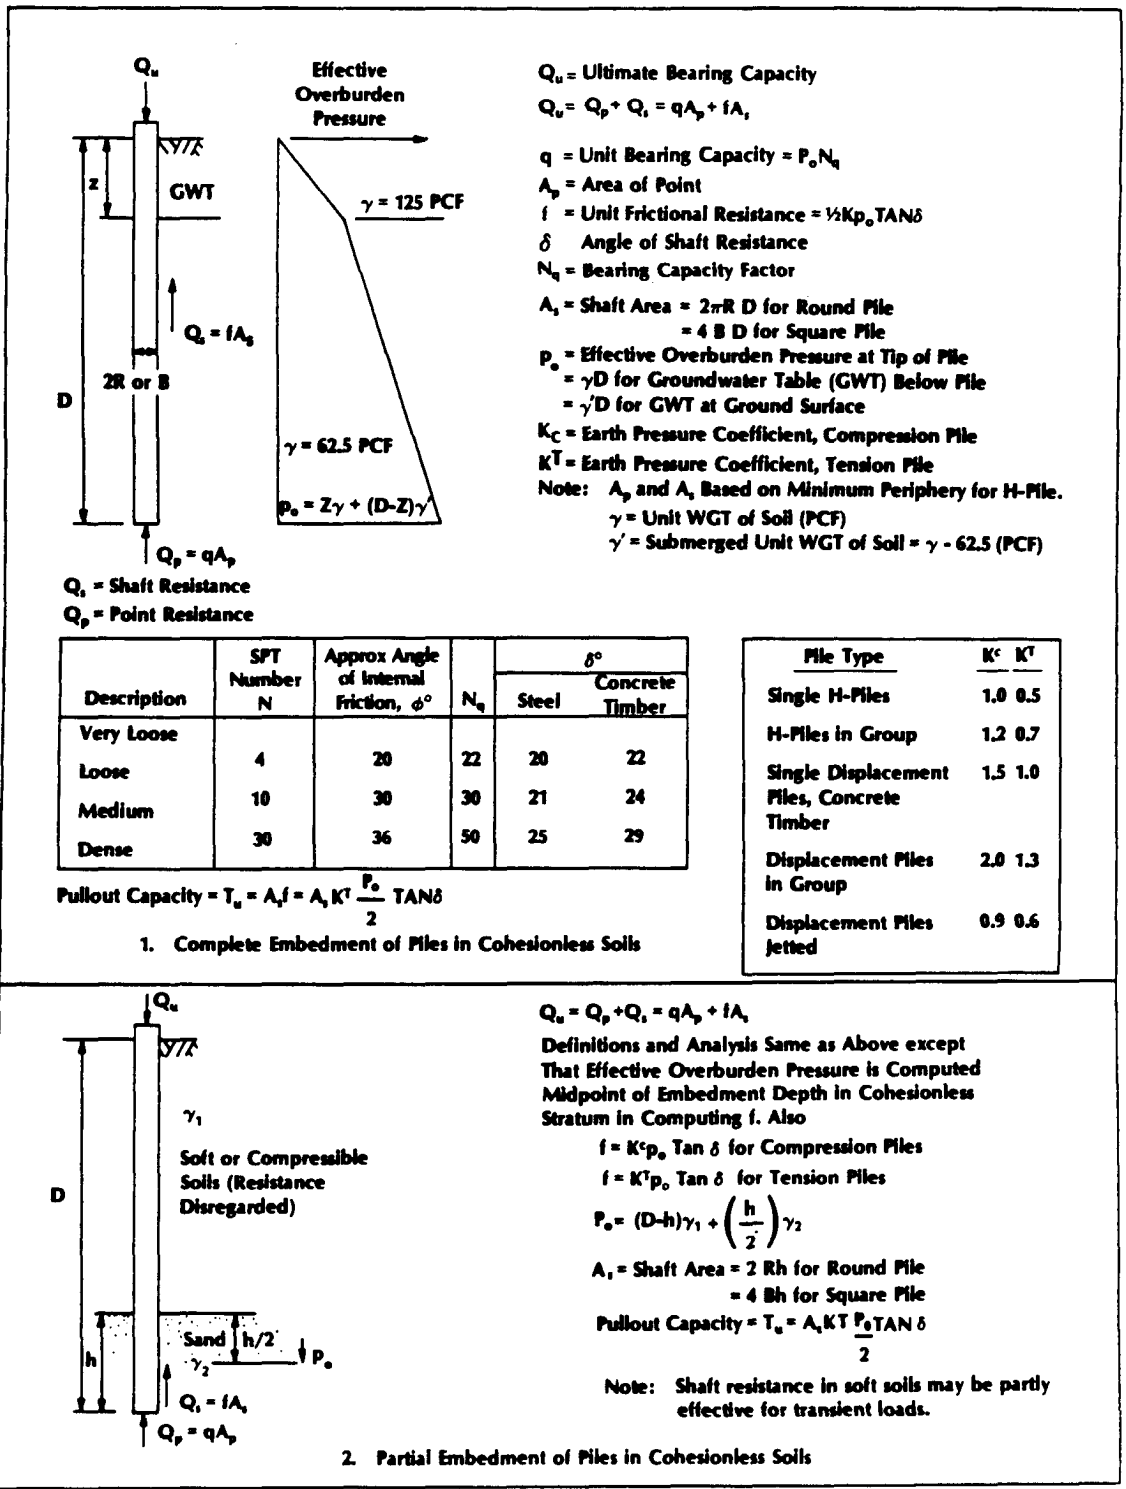 Qu
Effective
Overburden
Pressure
z
GWT
γ = 125 PCF
Qs = fAs
2R or B
D
γ = 62.5 PCF
po = Zγ + (D-Z)γ'
Qp = qAp
Qs = Shaft Resistance
Qp = Point Resistance
Qu = Ultimate Bearing Capacity
Qu = Qp + Qs = qAp + fAs
q = Unit Bearing Capacity = PoNq
Ap = Area of Point
f = Unit Frictional Resistance = ½KpoTANδ
δ Angle of Shaft Resistance
Nq = Bearing Capacity Factor
As = Shaft Area = 2πR D for Round Pile
= 4 B D for Square Pile
po = Effective Overburden Pressure at Tip of Pile
= γD for Groundwater Table (GWT) Below Pile
= γ'D for GWT at Ground Surface
KC = Earth Pressure Coefficient, Compression Pile
KT = Earth Pressure Coefficient, Tension Pile
Note: Ap and As Based on Minimum Periphery for H-Pile.
γ = Unit WGT of Soil (PCF)
γ' = Submerged Unit WGT of Soil = γ - 62.5 (PCF)
Description SPT Number N Approx Angle of Internal Friction, φ° Nq δ° Steel Concrete Timber
Very Loose
4 20 22 20 22
Loose
10 30 30 21 24
Medium
30 36 50 25 29
Dense
Pullout Capacity = Tu = Asf = As KT Po/2 TANδ
1. Complete Embedment of Piles in Cohesionless Soils
Pile Type Kc KT
Single H-Piles 1.0 0.5
H-Piles in Group 1.2 0.7
Single Displacement 1.5 1.0
Piles, Concrete
Timber
Displacement Piles 2.0 1.3
in Group
Displacement Piles 0.9 0.6
Jetted
Qu
γ1
Soft or Compressible
Soils (Resistance
Disregarded)
D
Sand h/2
h γ2 Po
Qs = fAs
Qp = qAp
Qu = Qp +Qs = qAp + fAs
Definitions and Analysis Same as Above except
That Effective Overburden Pressure is Computed
Midpoint of Embedment Depth in Cohesionless
Stratum in Computing f. Also
f = Kcpo Tan δ for Compression Piles
f = KTpo Tan δ for Tension Piles
Po = (D-h)γ1 + (h/2) γ2
As = Shaft Area = 2 Rh for Round Pile
= 4 Bh for Square Pile
Pullout Capacity = Tu = AsKT Po/2 TAN δ
Note: Shaft resistance in soft soils may be partly
effective for transient loads.
2. Partial Embedment of Piles in Cohesionless Soils